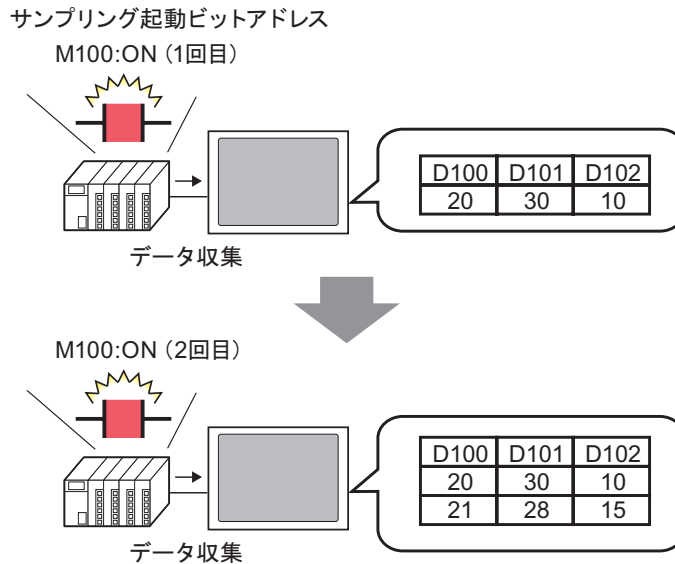 サンプリング起動ビットアドレス
M100:ON（1回目）
D100 D101 D102
20 30 10
データ収集
M100:ON（2回目）
D100 D101 D102
20 30 10
21 28 15
データ収集